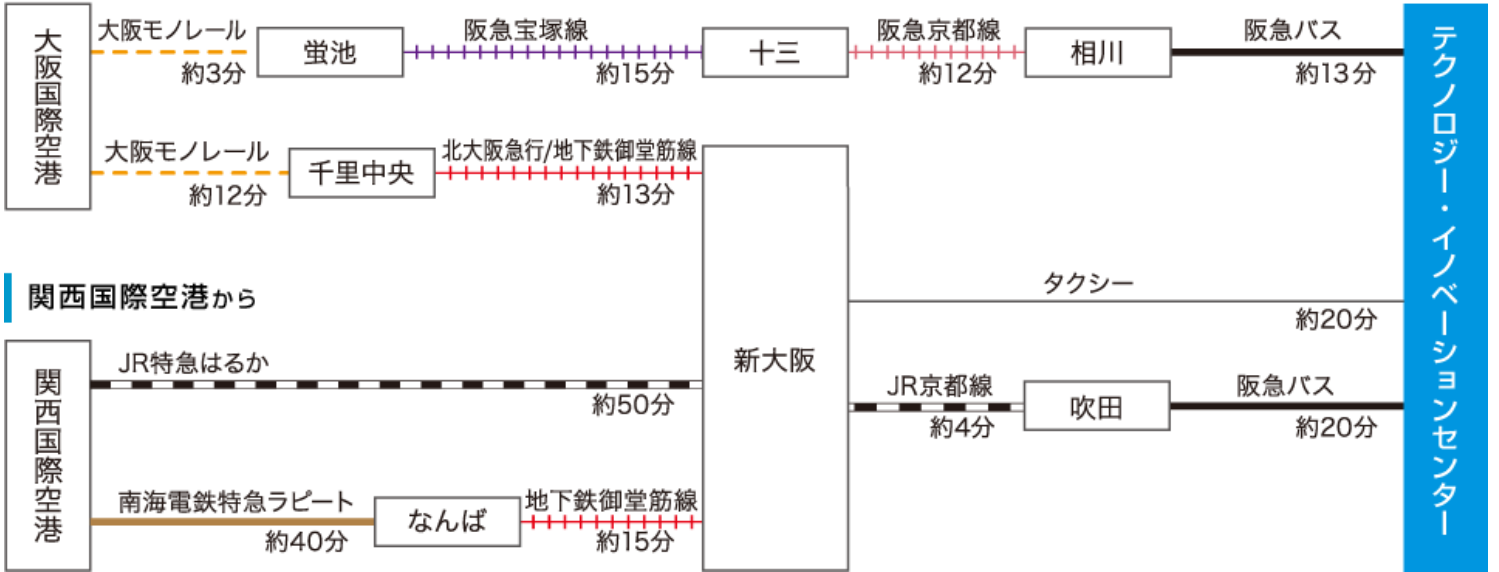 大阪国際空港
大阪モノレール
約3分
蛍池
阪急宝塚線
約15分
十三
阪急京都線
約12分
相川
阪急バス
約13分
大阪モノレール
約12分
千里中央
北大阪急行/地下鉄御堂筋線
約13分
新大阪
タクシー
約20分
関西国際空港から
関西国際空港
JR特急はるか
約50分
JR京都線
約4分
吹田
阪急バス
約20分
南海電鉄特急ラピート
約40分
なんば
地下鉄御堂筋線
約15分
テクノロジー・イノベーションセンター